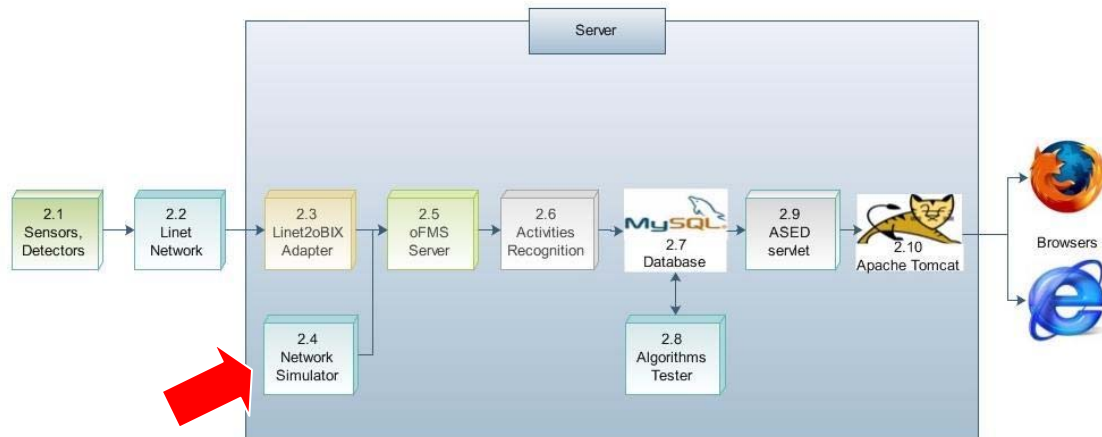 Server
2.1
Sensors,
Detectors
2.2
Linet
Network
2.3
Linet2oBIX
Adapter
2.4
Network
Simulator
2.5
oFMS
Server
2.6
Activities
Recognition
MySQL
2.7
Database
2.8
Algorithms
Tester
2.9
ASED
servlet
2.10
Apache Tomcat
Browsers